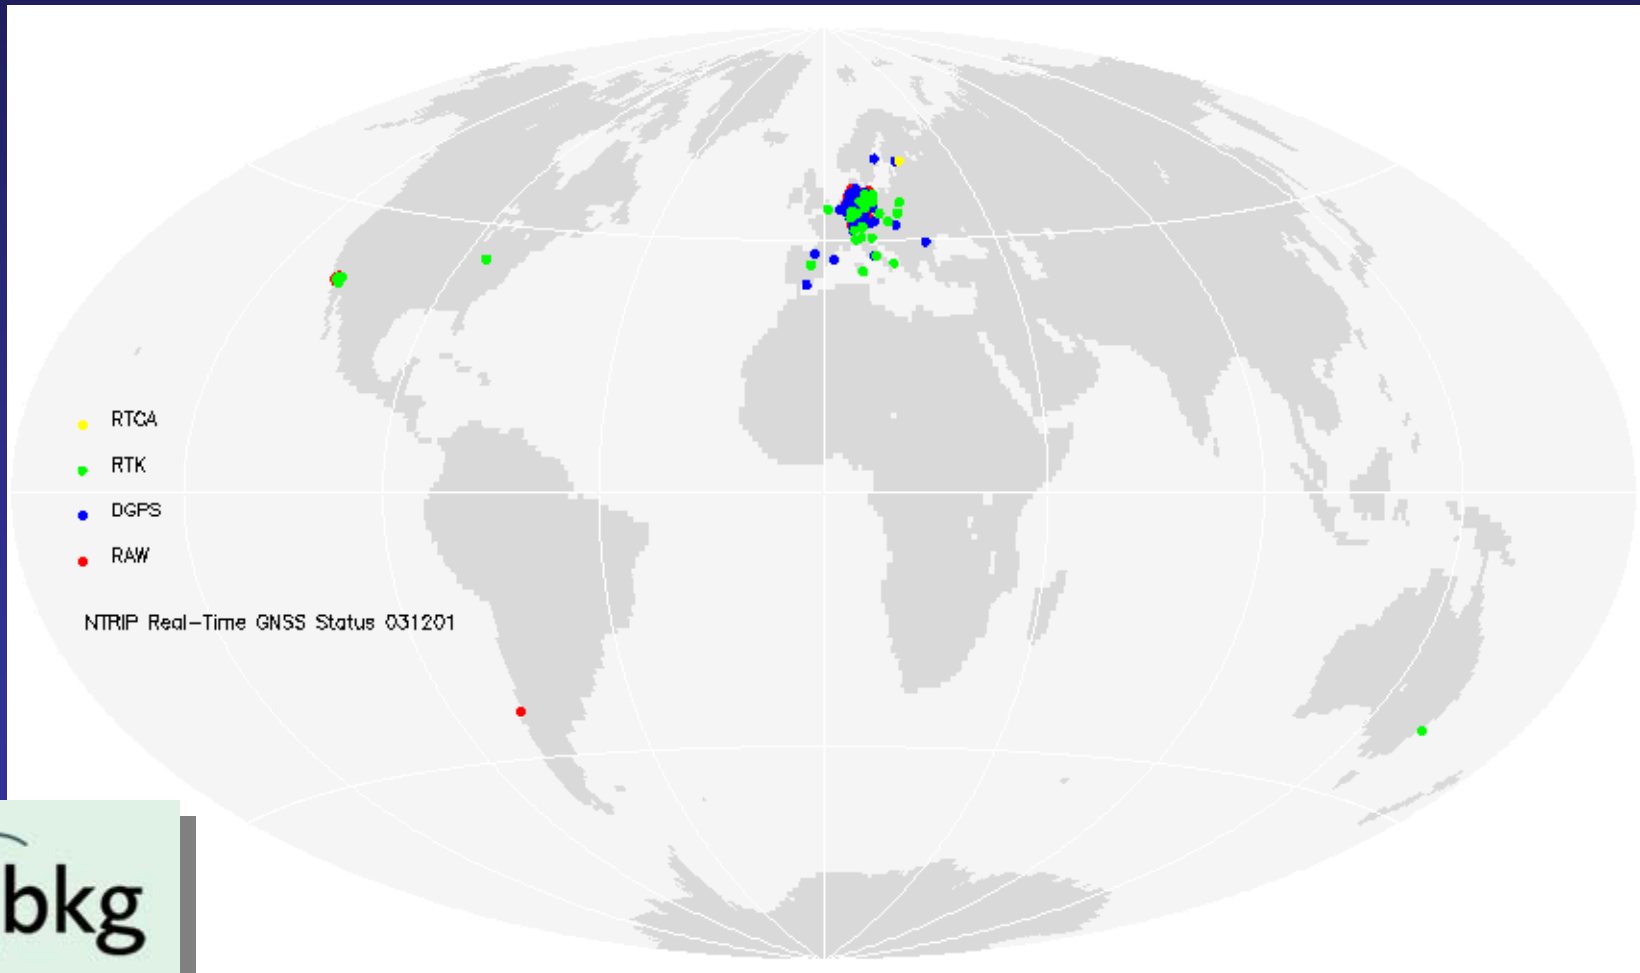 RTCA
RTK
DGPS
RAW
NTRIP Real-Time GNSS Status 031201
bkg